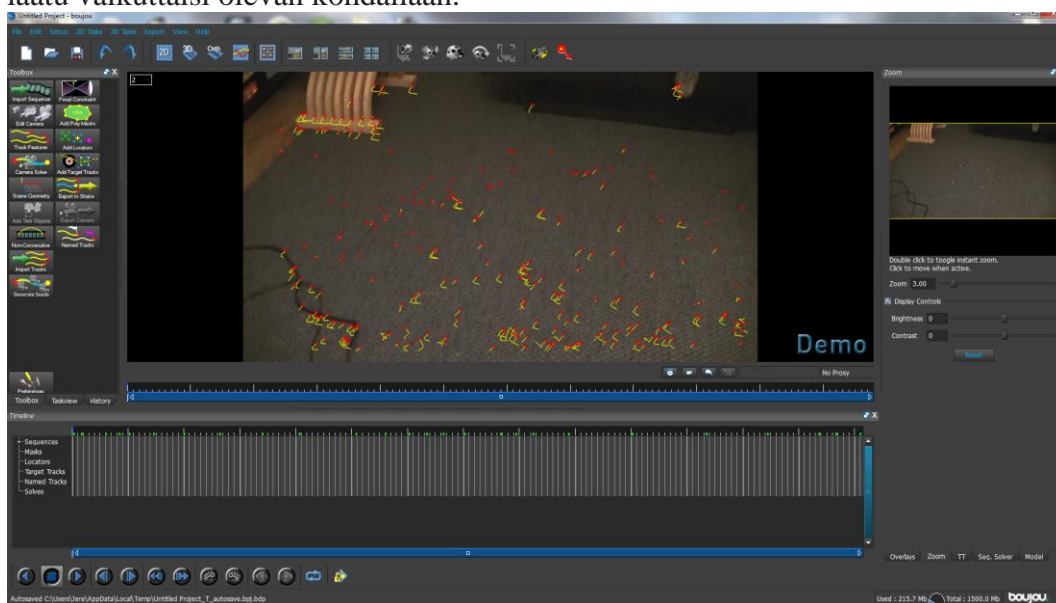 laatu vaikuttaisi olevan kohdallaan.
Untitled Project - boujou
File Edit Setup 2D Tasks 3D Tasks Export View Help
Toolbox
Import Sequence Focal Constraint
Edit Camera Add Poly Masks
Track Features Add Locators
Camera Solve Add Target Tracks
Scene Geometry Export to Shake
Add Test Objects Export Camera
Non-Consecutive Named Tracks
Import Tracks
Generate Seeds
Preferences
Toolbox Taskview History
2
Demo
No Proxy
Zoom
Double click to toogle instant zoom.
Click to move when active.
Zoom 3.00
Display Controls
Brightness 0
Contrast 0
Reset
Timeline
Sequences
Masks
Locators
Target Tracks
Named Tracks
Solves
Overlays Zoom TT Seq. Solver Model
Autosaved C:\Users\Jere\AppData\Local\Temp\Untitled Project_T_autosave.bpj.bdp
Used : 215.7 Mb Total : 1500.0 Mb boujou